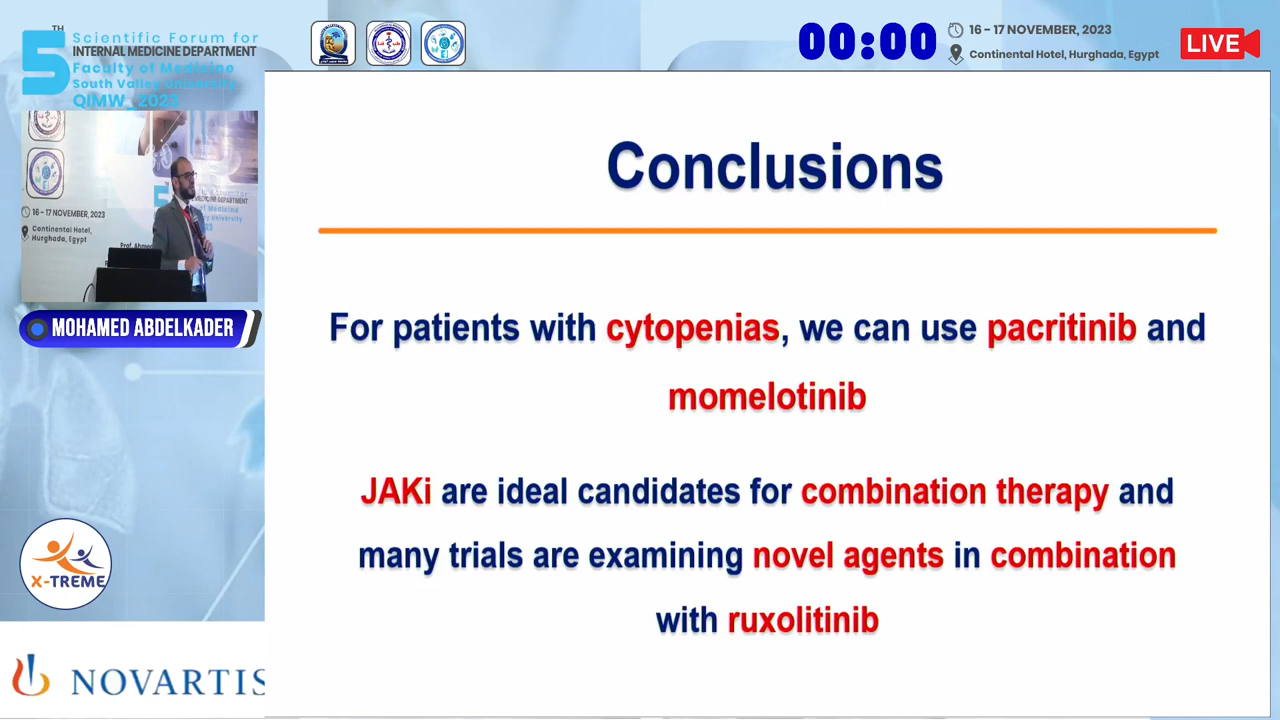 TH
5 Scientific Forum for
INTERNAL MEDICINE DEPARTMENT
Faculty of Medicine
South Valley University
QIMW_2023
00:00
16 - 17 NOVEMBER, 2023
Continental Hotel, Hurghada, Egypt
LIVE
16 - 17 NOVEMBER, 2023
Continental Hotel,
Hurghada, Egypt
MOHAMED ABDELKADER
Conclusions
For patients with cytopenias, we can use pacritinib and
momelotinib
JAKi are ideal candidates for combination therapy and
many trials are examining novel agents in combination
with ruxolitinib
X-TREME
NOVARTIS